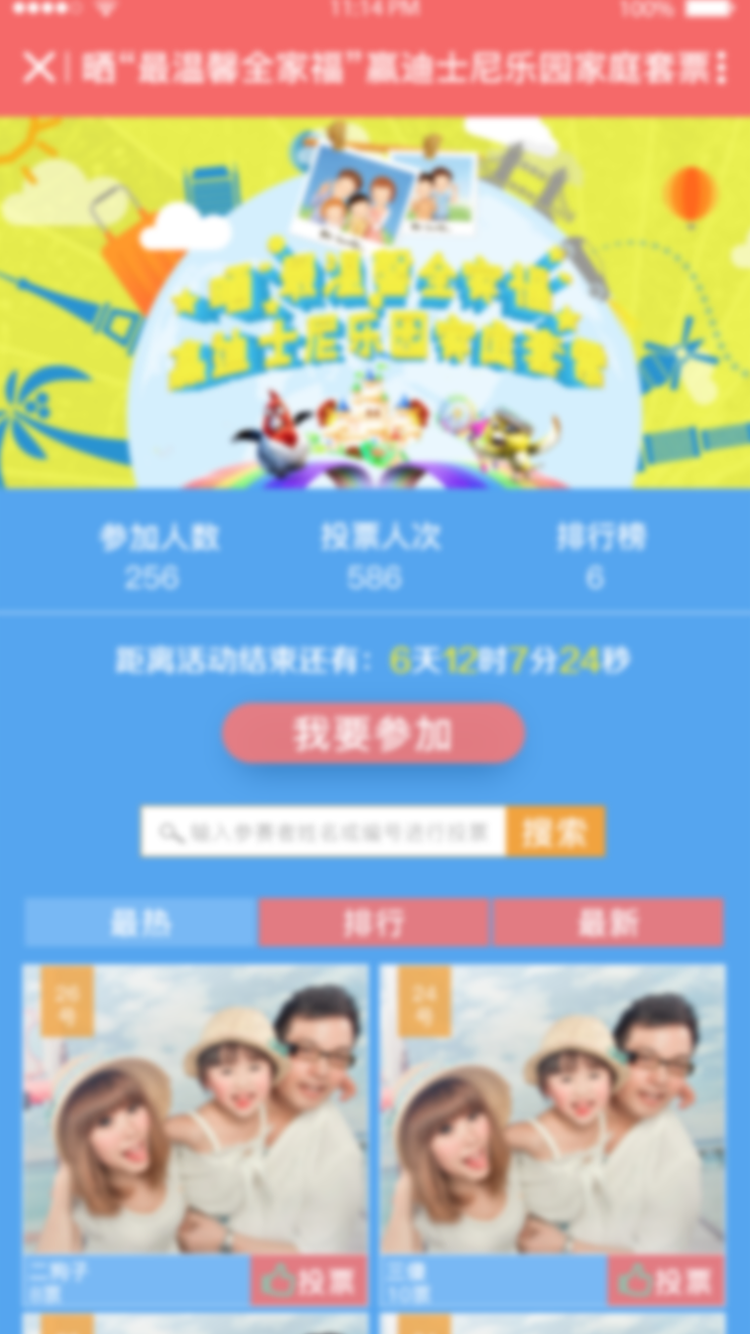 11:14 PM 100%
晒“最温馨全家福”赢迪士尼乐园家庭套票
晒“最温馨全家福”
赢迪士尼乐园家庭套票
参加人数 投票人次 排行榜
256 586 6
距离活动结束还有：6天12时7分24秒
我要参加
输入参赛者姓名或编号进行投票 搜索
最热 排行 最新
26号 24号
二狗子 投票 三傻 投票
8票 10票